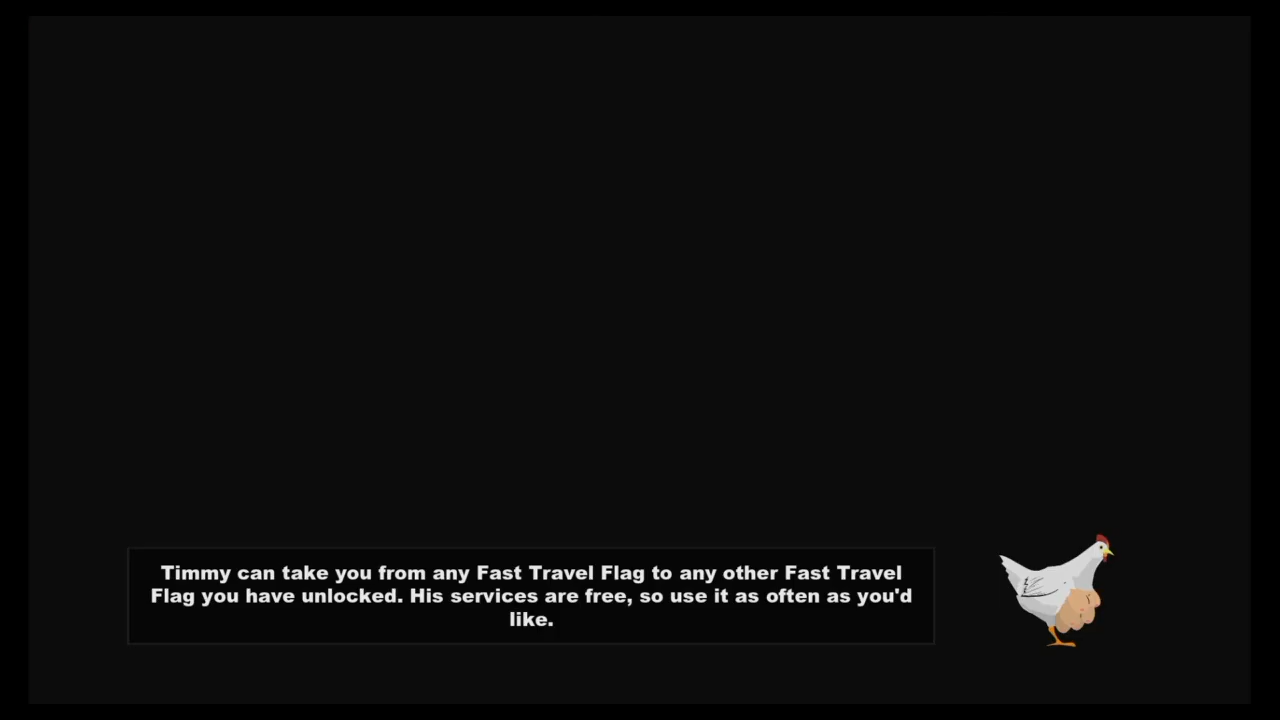 Timmy can take you from any Fast Travel Flag to any other Fast Travel
Flag you have unlocked. His services are free, so use it as often as you'd
like.